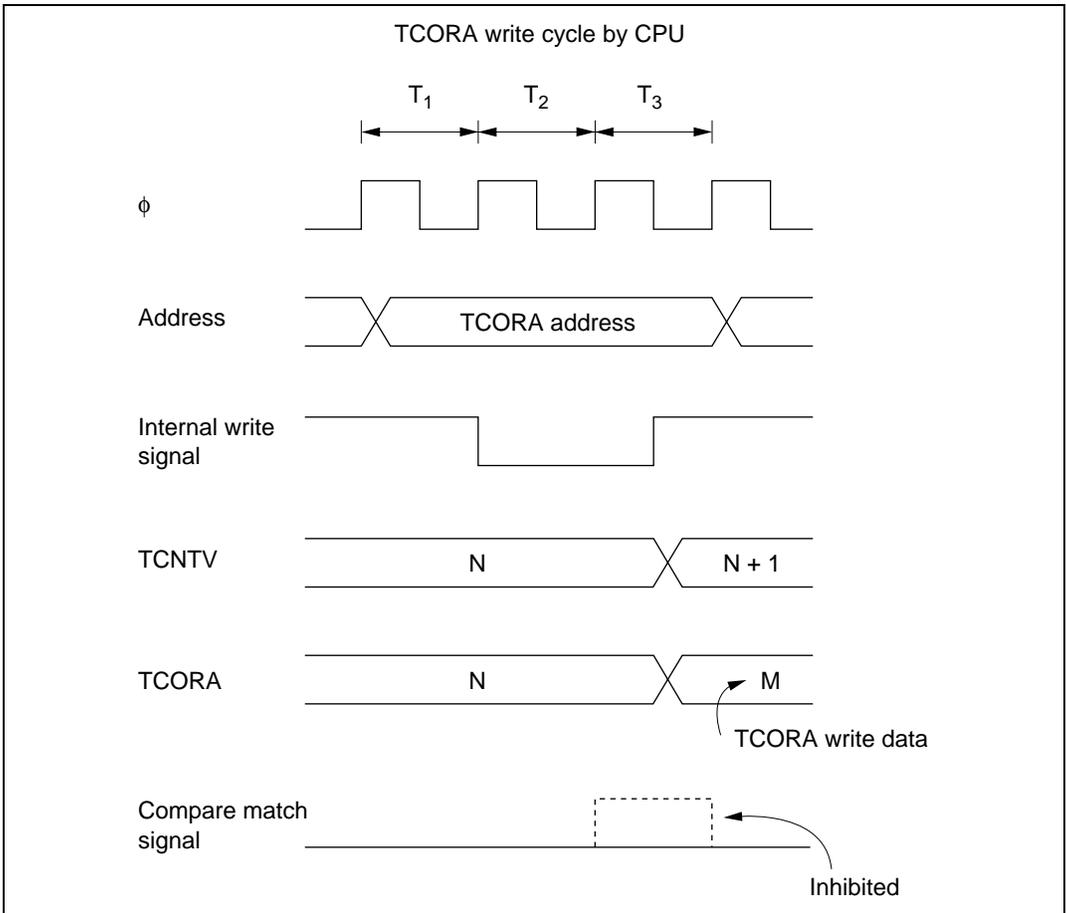 TCORA write cycle by CPU
T1 T2 T3
ϕ
Address
TCORA address
Internal write
signal
TCNTV
N
N + 1
TCORA
N
M
TCORA write data
Compare match
signal
Inhibited